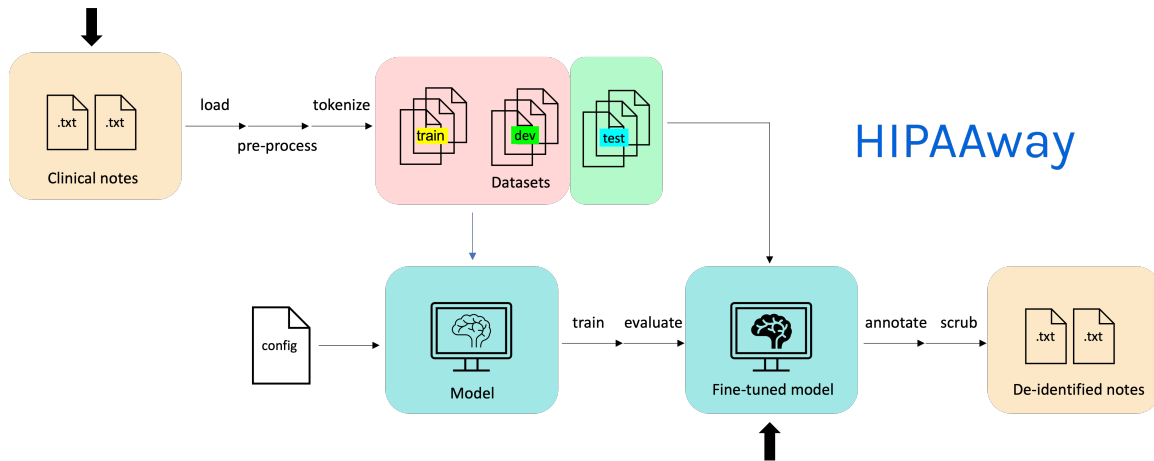 .txt
.txt
Clinical notes
load
pre-process
tokenize
train
dev
test
Datasets
HIPAAway
config
Model
train
evaluate
Fine-tuned model
annotate
scrub
.txt
.txt
De-identified notes